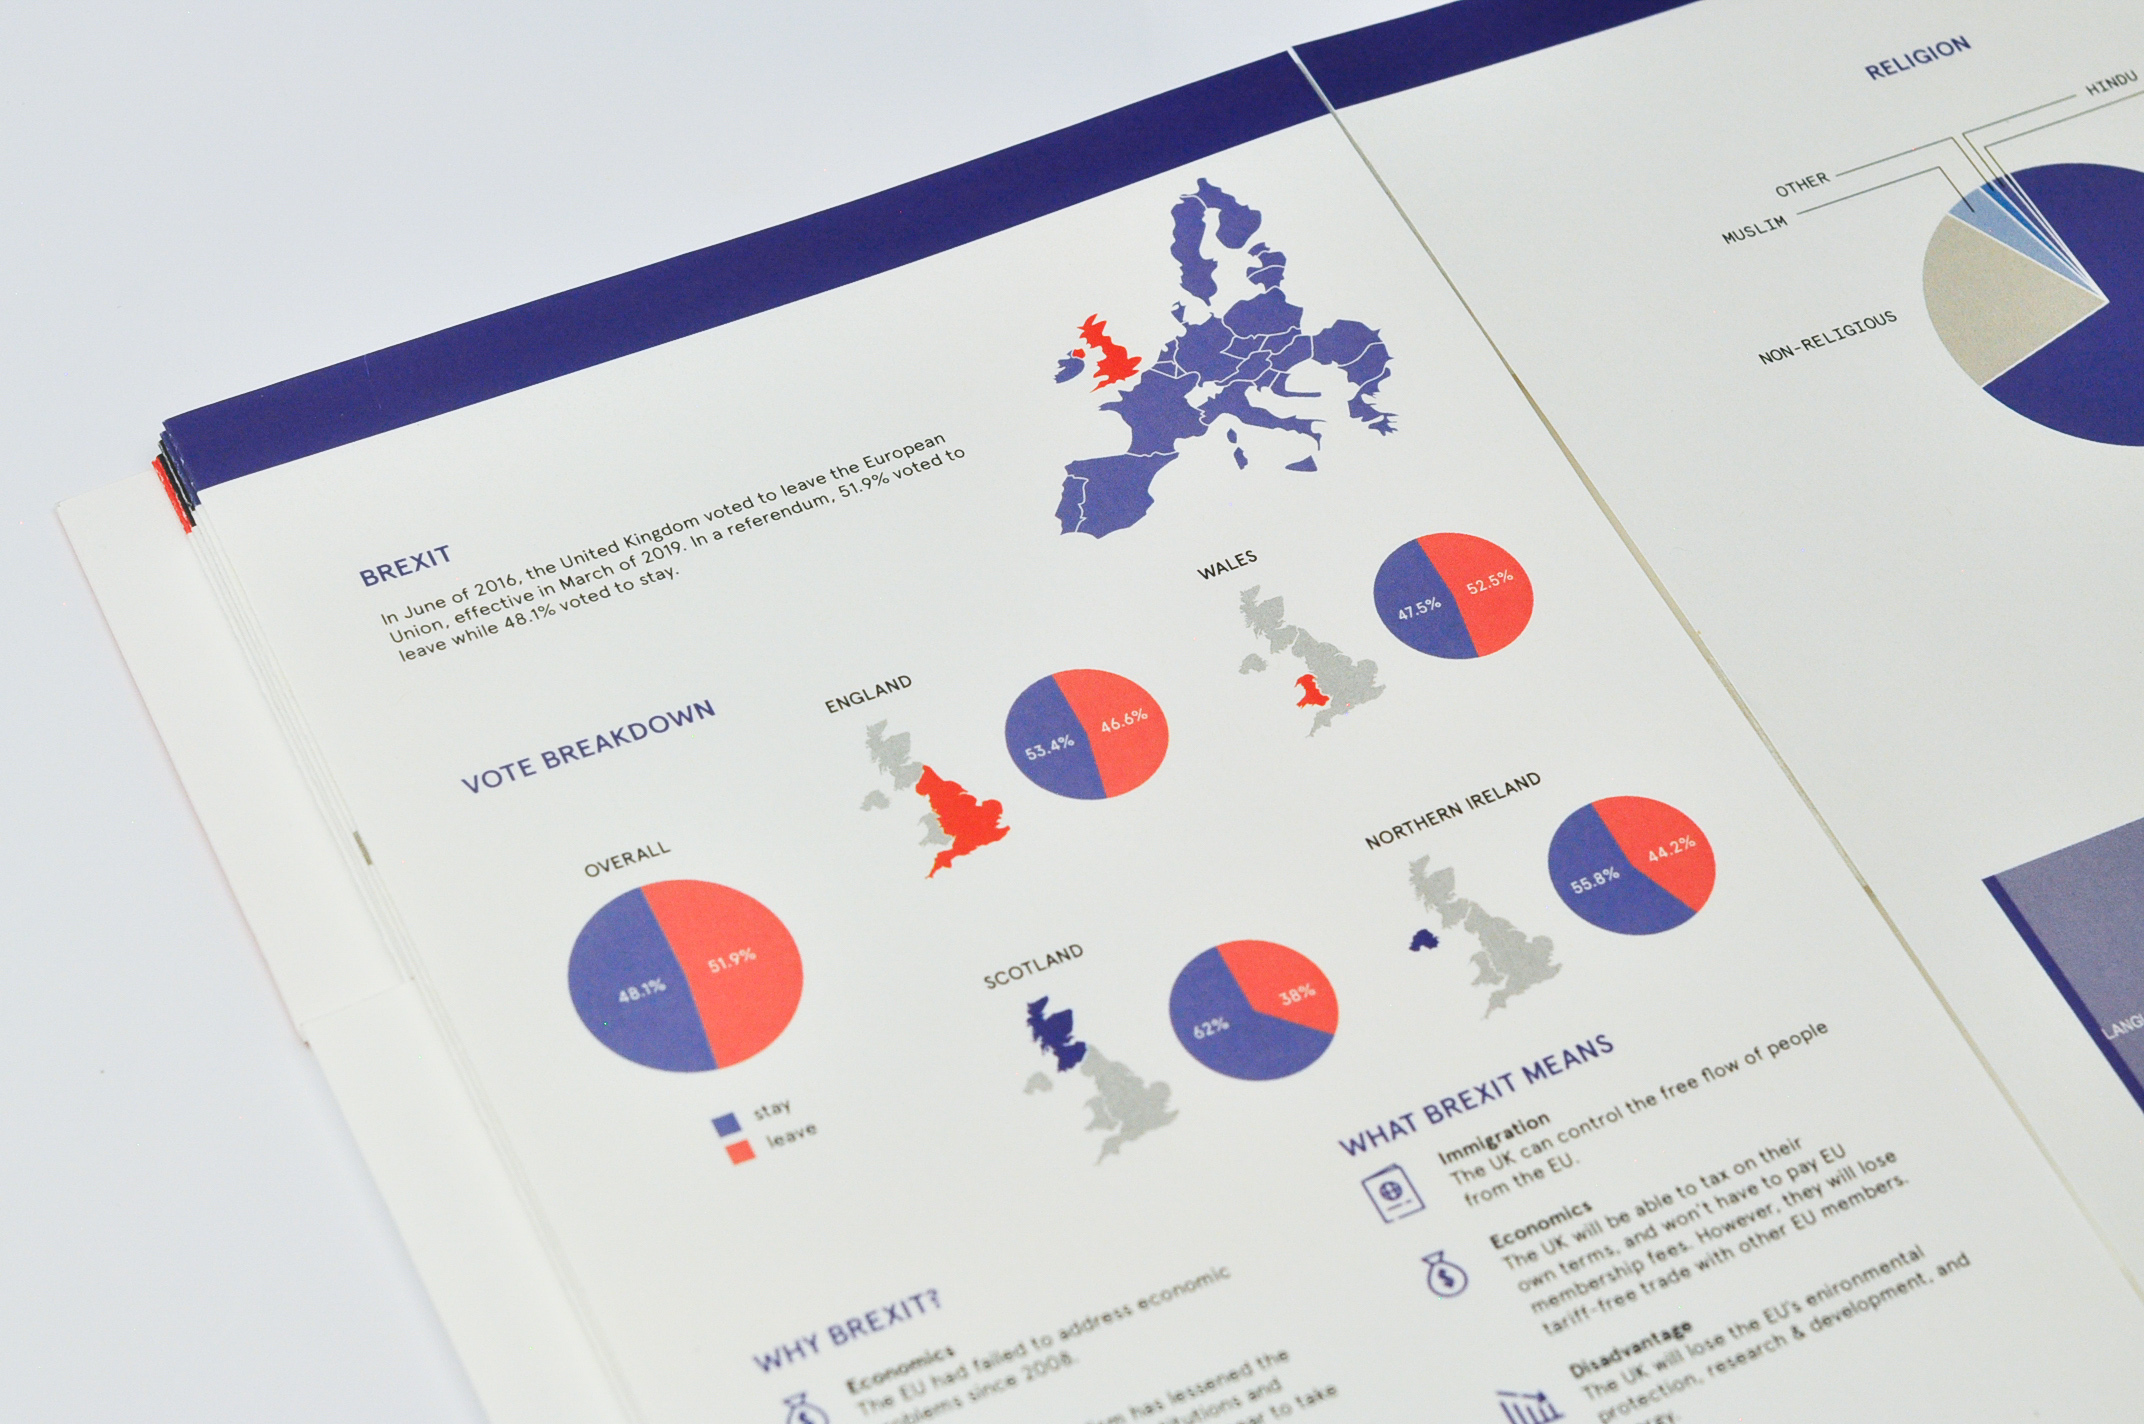 BREXIT
In June of 2016, the United Kingdom voted to leave the European
Union, effective in March of 2019. In a referendum, 51.9% voted to
leave while 48.1% voted to stay.
VOTE BREAKDOWN
OVERALL
48.1%
51.9%
stay
leave
ENGLAND
53.4%
46.6%
WALES
47.5%
52.5%
SCOTLAND
62%
38%
NORTHERN IRELAND
55.8%
44.2%
WHY BREXIT?
Economics
The EU had failed to address economic
problems since 2008.
has lessened the
and
to take
WHAT BREXIT MEANS
Immigration
The UK can control the free flow of people
from the EU.
Economics
The UK will be able to tax on their
own terms, and won't have to pay EU
membership fees. However, they will lose
tariff-free trade with other EU members.
Disadvantage
The UK will lose the EU's enironmental
protection, research & development, and
RELIGION
HINDU
OTHER
MUSLIM
NON-RELIGIOUS